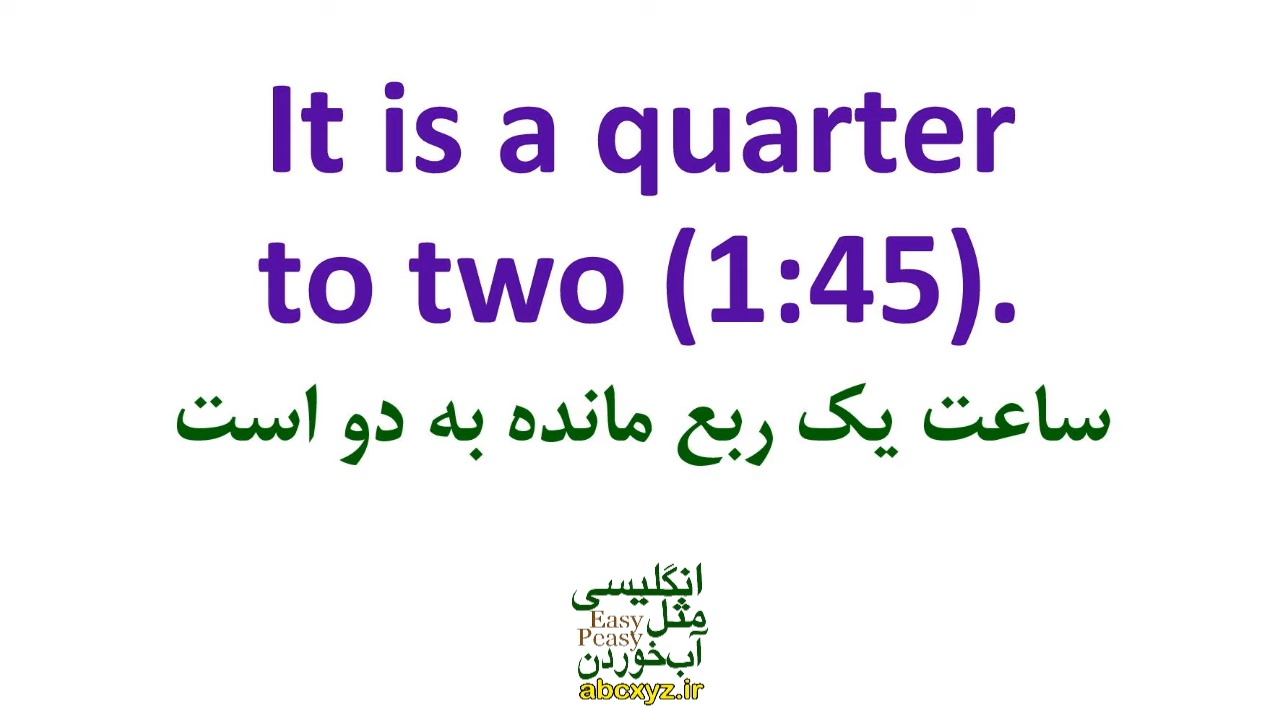 It is a quarter
to two (1:45).
ساعت یک ربع مانده به دو است
انگلیسی
مثل
Easy
Peasy
آب‌خوردن
abcxyz.ir